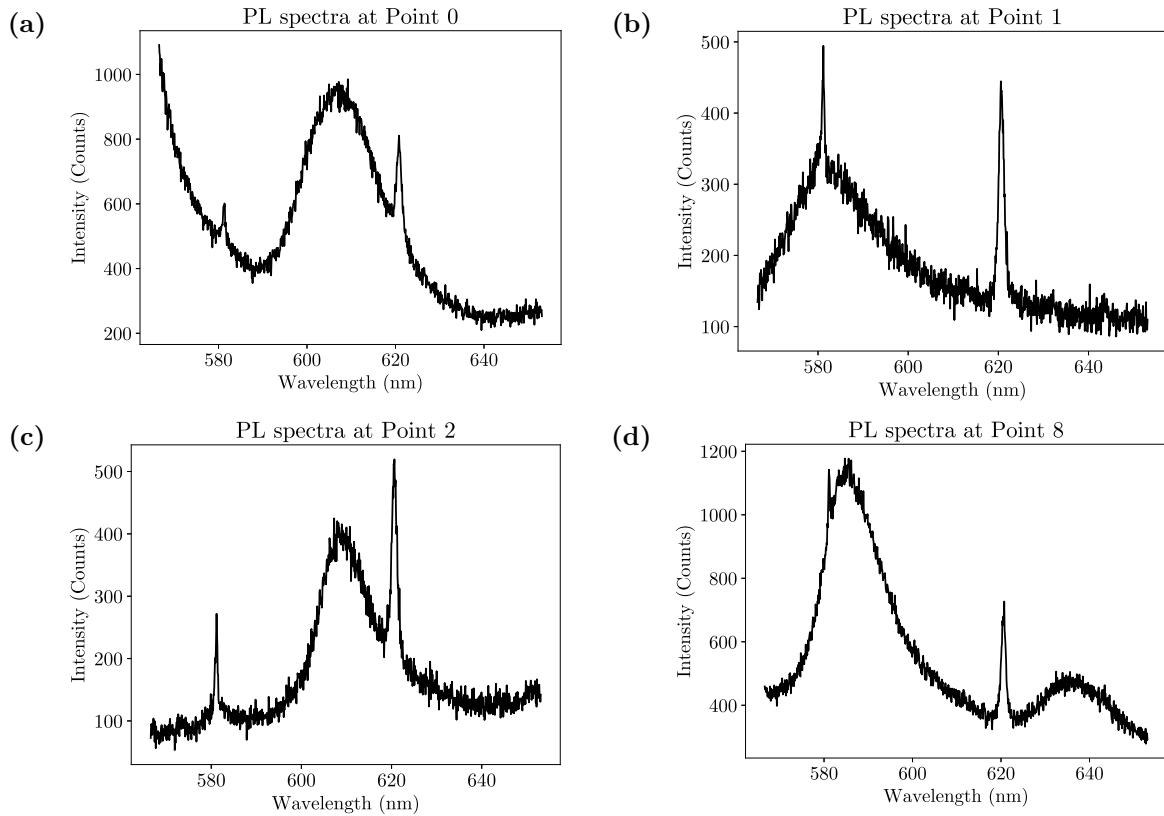 (a)
PL spectra at Point 0
1000
800
600
400
200
Intensity (Counts)
580
600
620
640
Wavelength (nm)
(b)
PL spectra at Point 1
500
400
300
200
100
Intensity (Counts)
580
600
620
640
Wavelength (nm)
(c)
PL spectra at Point 2
500
400
300
200
100
Intensity (Counts)
580
600
620
640
Wavelength (nm)
(d)
PL spectra at Point 8
1200
1000
800
600
400
Intensity (Counts)
580
600
620
640
Wavelength (nm)